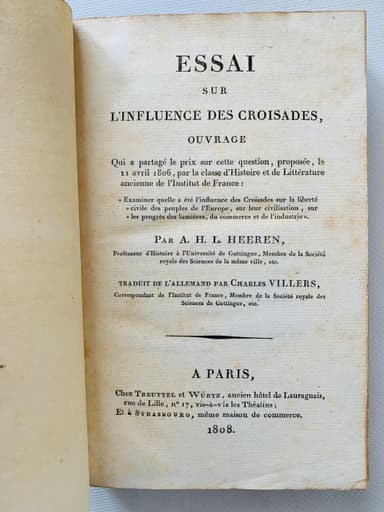 ESSAI
SUR
L'INFLUENCE DES CROISADES,
OUVRAGE
Qui a partagé le prix sur cette question, proposée, le
11 avril 1806, par la classe d'Histoire et de Littérature
ancienne de l'Institut de France :
« Examiner quelle a été l'influence des Croisades sur la liberté
» civile des peuples de l'Europe, sur leur civilisation, sur
» les progrès des lumières, du commerce et de l'industrie ».
PAR A. H. L. HEEREN,
Professeur d'Histoire à l'Université de Gottingue, Membre de la Société
royale des Sciences de la même ville, etc.
TRADUIT DE L'ALLEMAND PAR CHARLES VILLERS,
Correspondant de l'Institut de France, Membre de la Société royale des
Sciences de Gottingue, etc.
A PARIS,
Chez TREUTTEL et WÜRTZ, ancien hôtel de Lauraguais,
rue de Lille, n° 17, vis-à-vis les Théatins ;
Et à STRASBOURG, même maison de commerce.
1808.